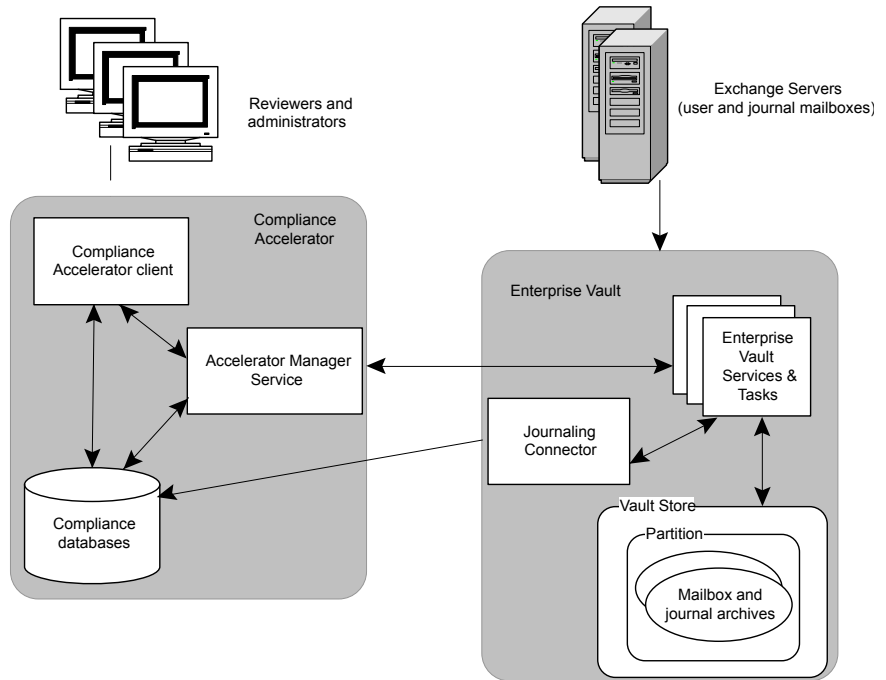 Reviewers and
administrators
Exchange Servers
(user and journal mailboxes)
Compliance
Accelerator
Compliance
Accelerator client
Accelerator Manager
Service
Compliance
databases
Enterprise Vault
Enterprise
Vault
Services &
Tasks
Journaling
Connector
Vault Store
Partition
Mailbox and
journal archives